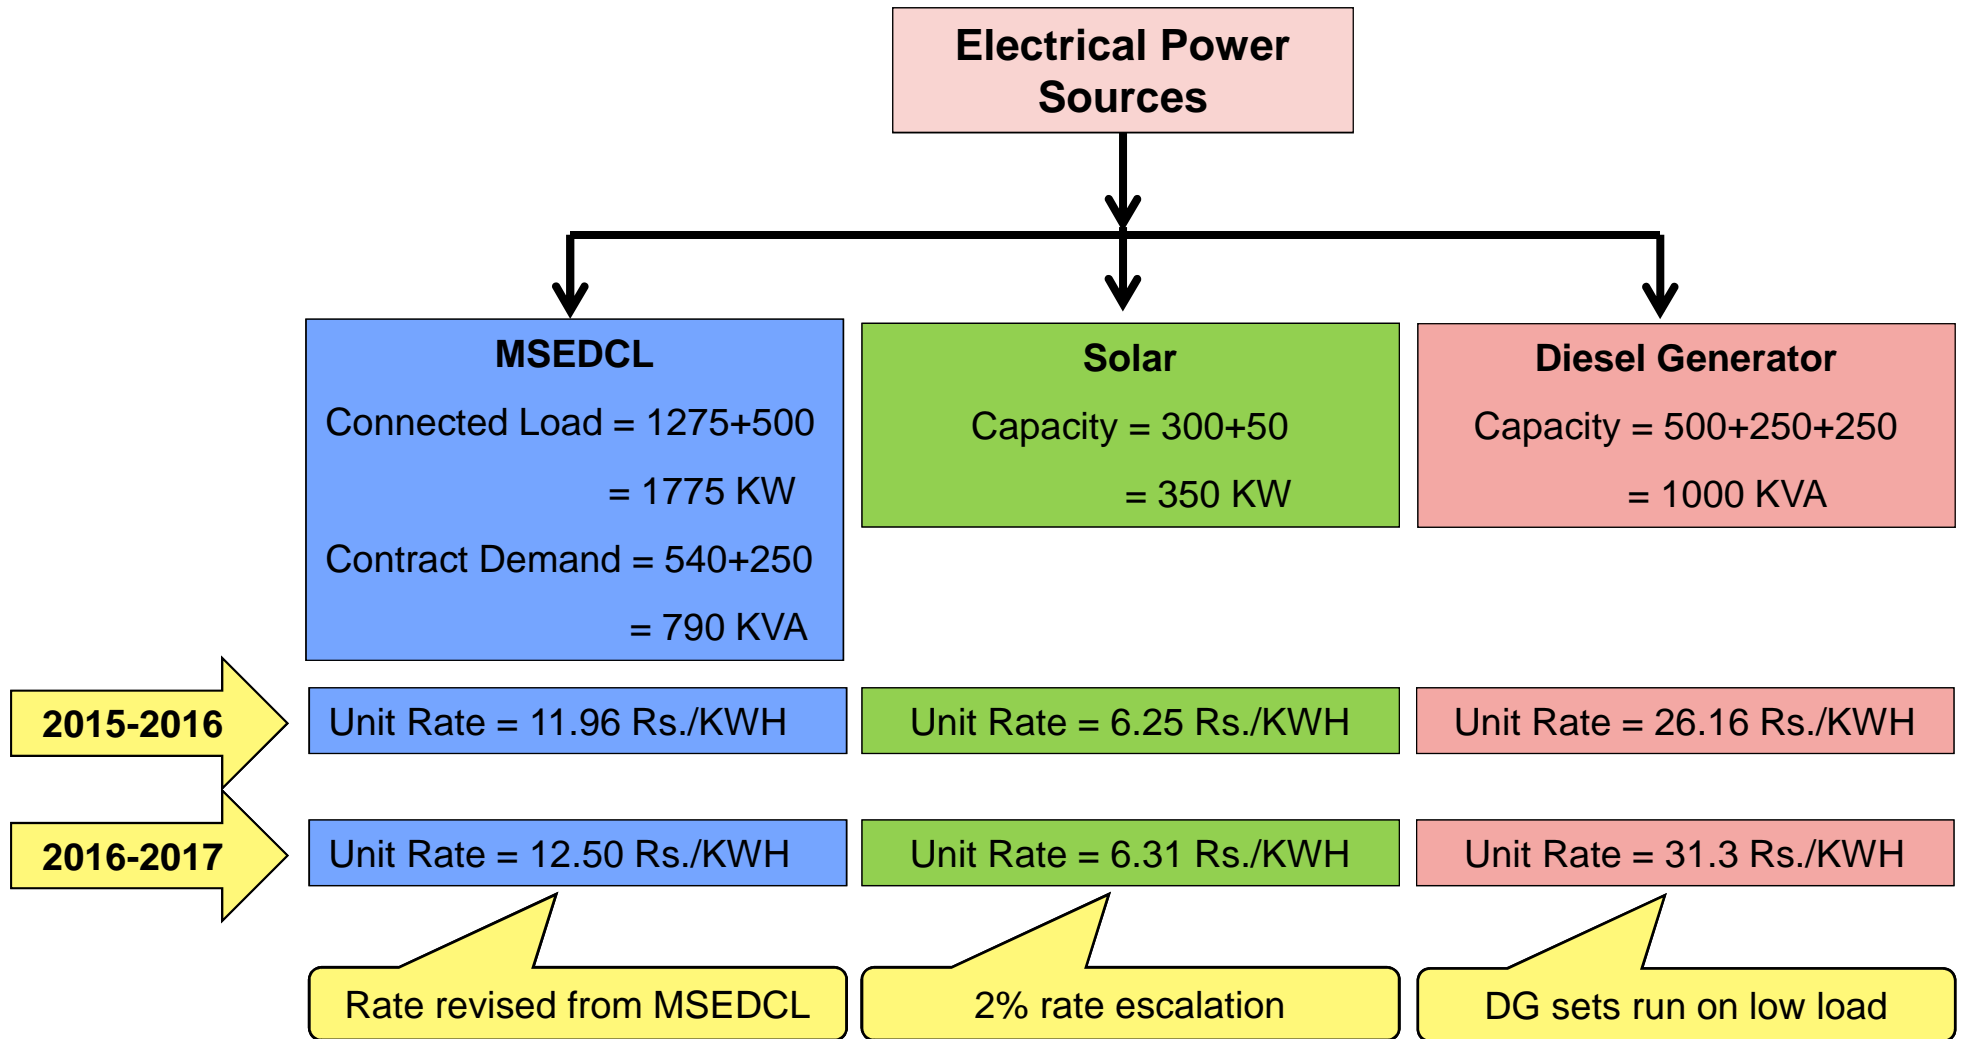 Electrical Power
Sources
MSEDCL
Connected Load = 1275+500
= 1775 KW
Contract Demand = 540+250
= 790 KVA
Solar
Capacity = 300+50
= 350 KW
Diesel Generator
Capacity = 500+250+250
= 1000 KVA
2015-2016
Unit Rate = 11.96 Rs./KWH
Unit Rate = 6.25 Rs./KWH
Unit Rate = 26.16 Rs./KWH
2016-2017
Unit Rate = 12.50 Rs./KWH
Unit Rate = 6.31 Rs./KWH
Unit Rate = 31.3 Rs./KWH
Rate revised from MSEDCL
2% rate escalation
DG sets run on low load